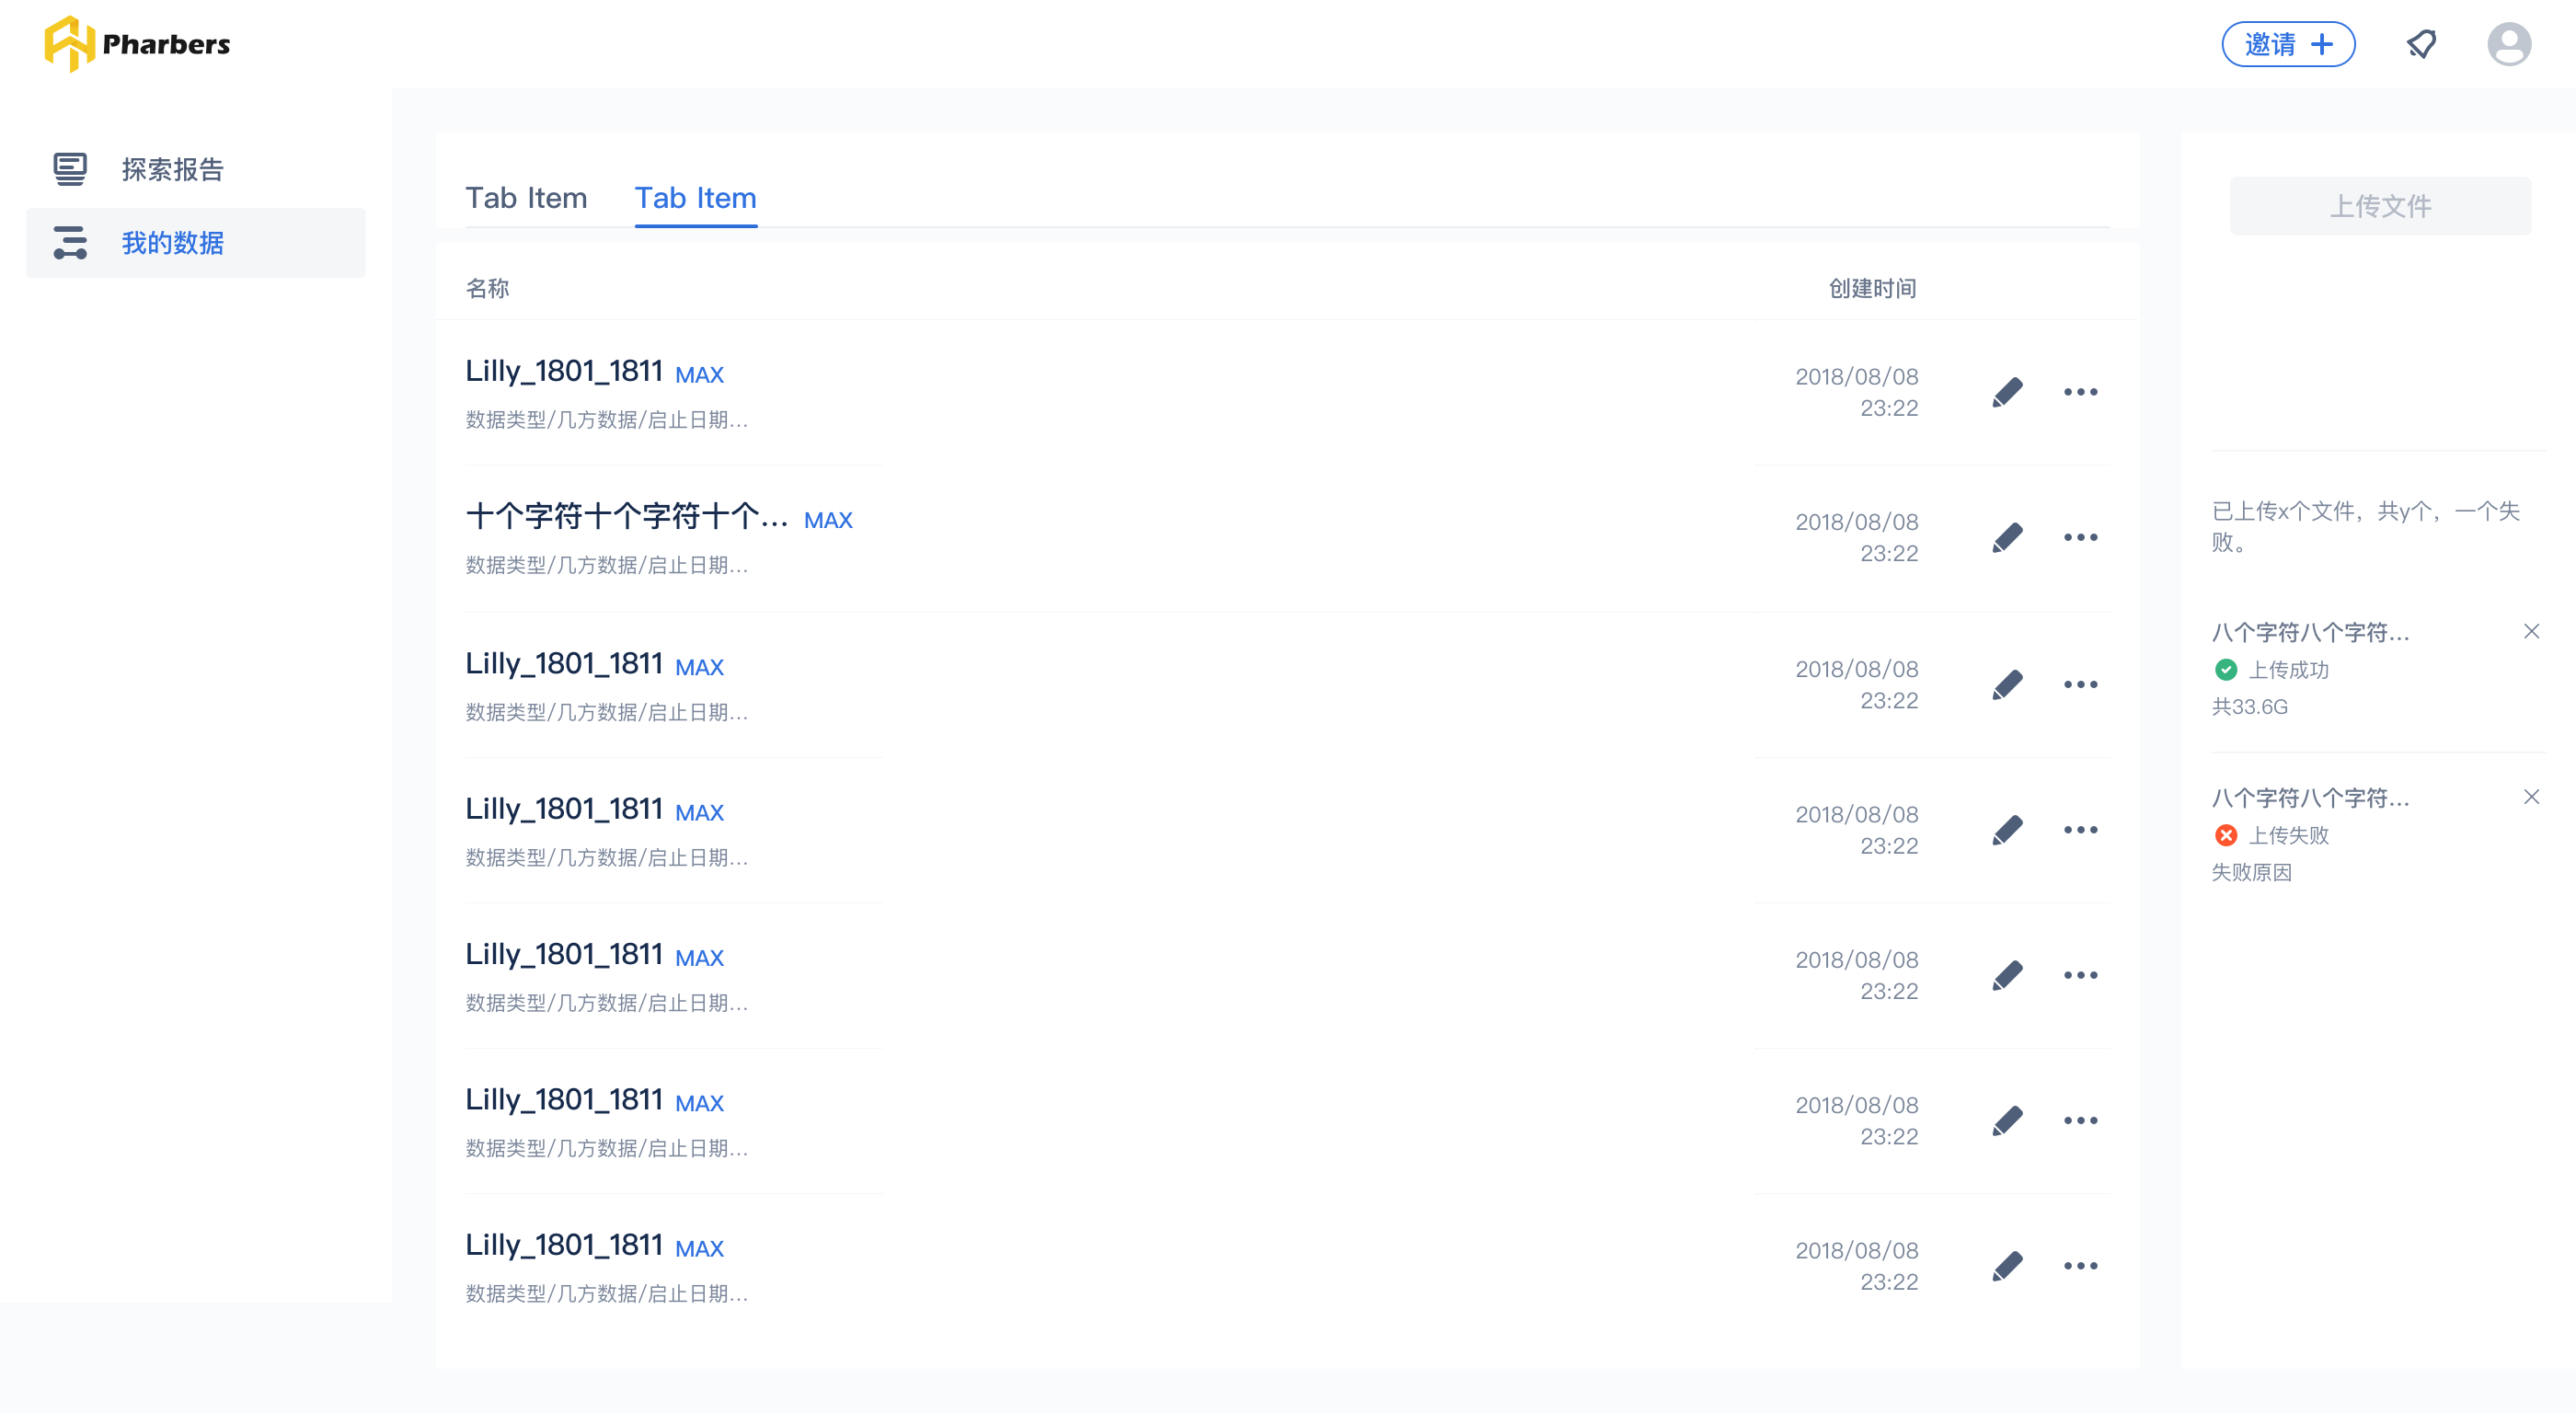 Pharbers
邀请
探索报告
我的数据
Tab Item Tab Item
名称 创建时间
Lilly_1801_1811 MAX
数据类型/几方数据/启止日期...
2018/08/08
23:22
十个字符十个字符十个... MAX
数据类型/几方数据/启止日期...
2018/08/08
23:22
Lilly_1801_1811 MAX
数据类型/几方数据/启止日期...
2018/08/08
23:22
Lilly_1801_1811 MAX
数据类型/几方数据/启止日期...
2018/08/08
23:22
Lilly_1801_1811 MAX
数据类型/几方数据/启止日期...
2018/08/08
23:22
Lilly_1801_1811 MAX
数据类型/几方数据/启止日期...
2018/08/08
23:22
Lilly_1801_1811 MAX
数据类型/几方数据/启止日期...
2018/08/08
23:22
上传文件
已上传x个文件，共y个，一个失
败。
八个字符八个字符...
上传成功
共33.6G
八个字符八个字符...
上传失败
失败原因